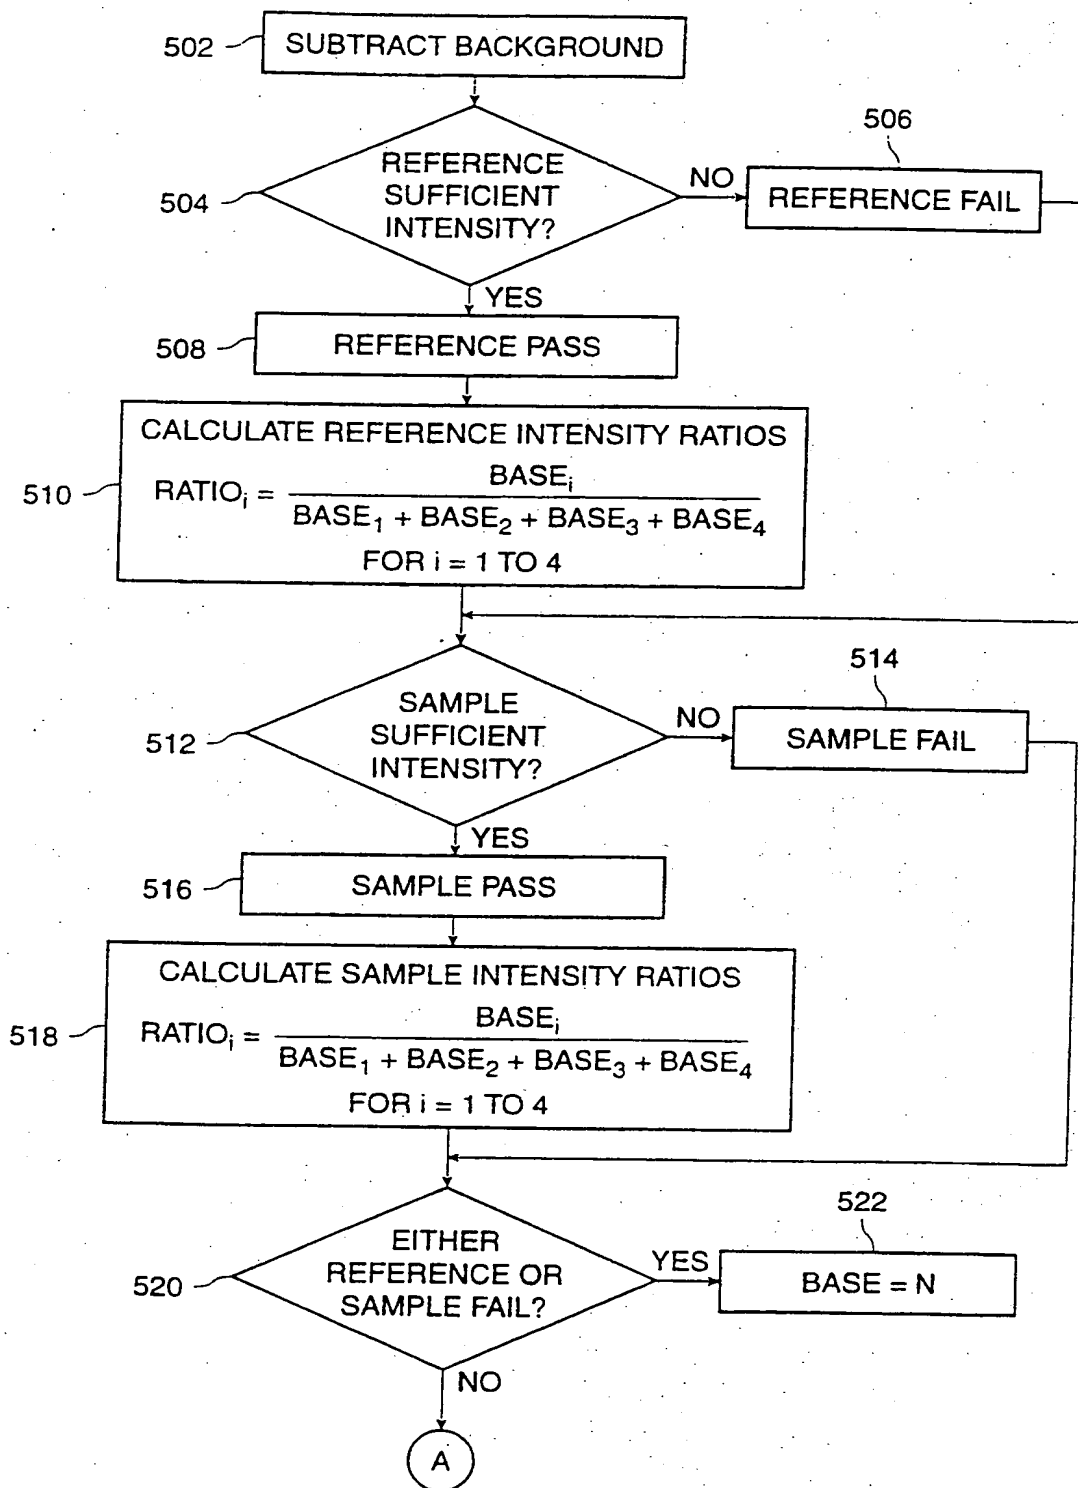 502
SUBTRACT BACKGROUND
506
504
REFERENCE
SUFFICIENT
INTENSITY?
NO
REFERENCE FAIL
YES
508
REFERENCE PASS
510
CALCULATE REFERENCE INTENSITY RATIOS
RATIOi = BASEi
BASE1 + BASE2 + BASE3 + BASE4
FOR i = 1 TO 4
514
512
SAMPLE
SUFFICIENT
INTENSITY?
NO
SAMPLE FAIL
YES
516
SAMPLE PASS
518
CALCULATE SAMPLE INTENSITY RATIOS
RATIOi = BASEi
BASE1 + BASE2 + BASE3 + BASE4
FOR i = 1 TO 4
522
520
EITHER
REFERENCE OR
SAMPLE FAIL?
YES
BASE = N
NO
A